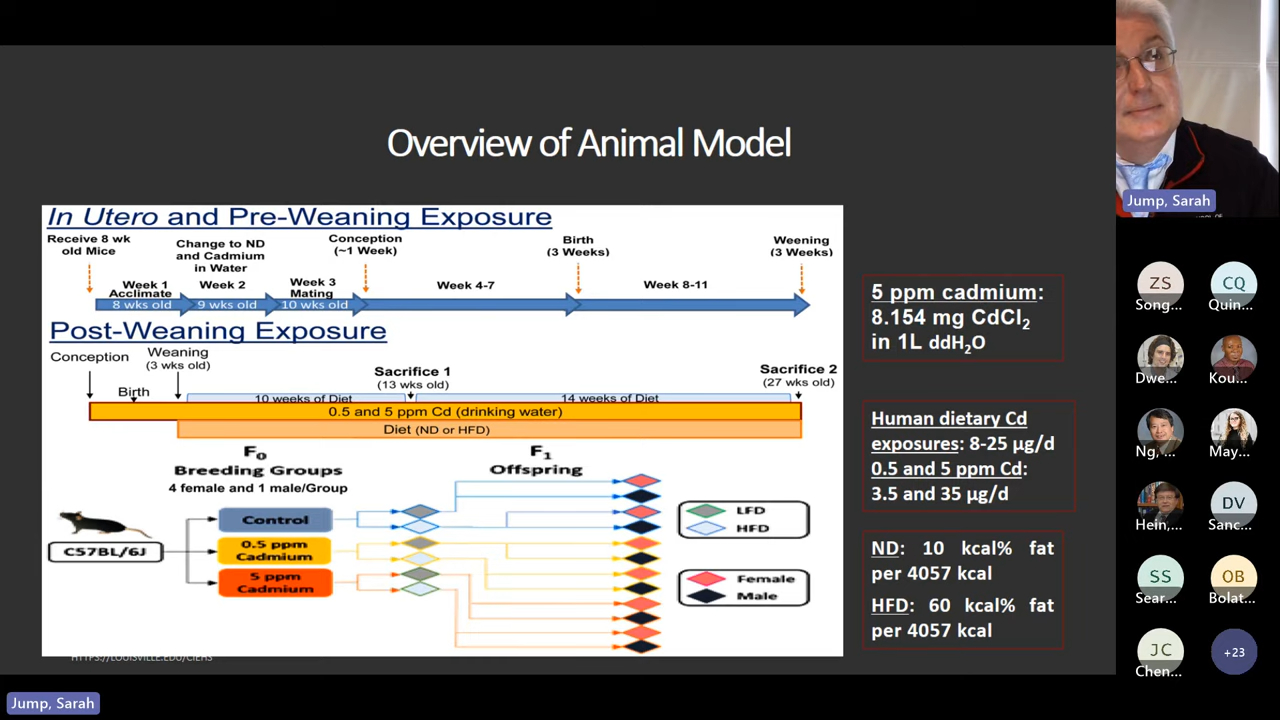 Overview of Animal Model
In Utero and Pre-Weaning Exposure
Receive 8 wk
old Mice
Change to ND
and Cadmium
in Water
Conception
(~1 Week)
Birth
(3 Weeks)
Weening
(3 Weeks)
Week 1
Acclimate
Week 2
Week 3
Mating
Week 4-7
Week 8-11
8 wks old
9 wks old
10 wks old
Post-Weaning Exposure
Conception
Weaning
(3 wks old)
Birth
Sacrifice 1
(13 wks old)
Sacrifice 2
(27 wks old)
10 weeks of Diet
14 weeks of Diet
0.5 and 5 ppm Cd (drinking water)
Diet (ND or HFD)
F0
Breeding Groups
4 female and 1 male/Group
F1
Offspring
C57BL/6J
Control
0.5 ppm
Cadmium
5 ppm
Cadmium
LFD
HFD
Female
Male
5 ppm cadmium:
8.154 mg CdCl2
in 1L ddH2O
Human dietary Cd
exposures: 8-25 µg/d
0.5 and 5 ppm Cd:
3.5 and 35 µg/d
ND: 10 kcal% fat
per 4057 kcal
HFD: 60 kcal% fat
per 4057 kcal
HTTPS://LOUISVILLE.EDU/CIEHS
Jump, Sarah
Jump, Sarah
ZS
Song...
CQ
Quin...
Dwe...
Kou...
Ng, ...
May...
Hein,...
DV
Sanc...
SS
Sear...
OB
Bolat...
JC
Chen...
+23